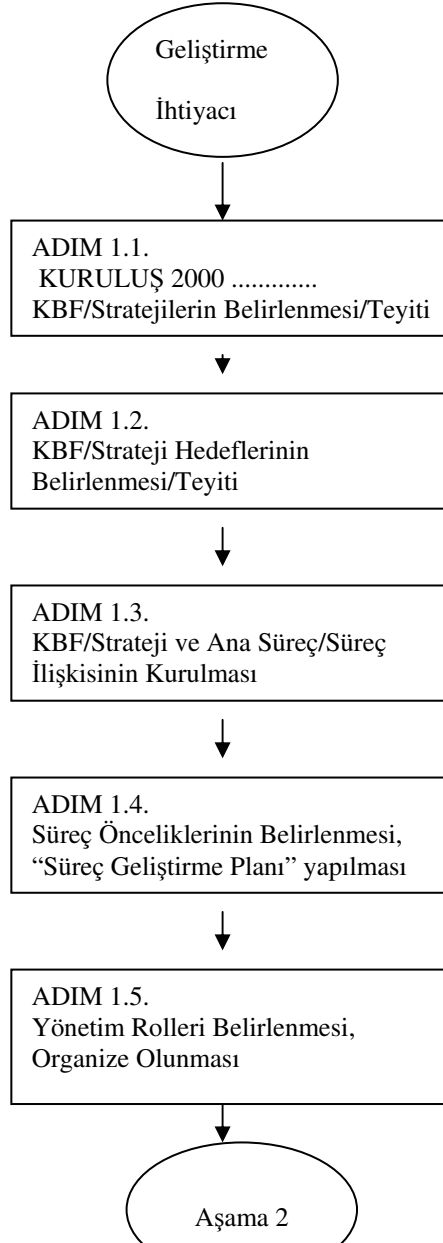 Geliştirme
İhtiyacı
ADIM 1.1.
KURULUŞ 2000 .............
KBF/Stratejilerin Belirlenmesi/Teyiti
ADIM 1.2.
KBF/Strateji Hedeflerinin
Belirlenmesi/Teyiti
ADIM 1.3.
KBF/Strateji ve Ana Süreç/Süreç
İlişkisinin Kurulması
ADIM 1.4.
Süreç Önceliklerinin Belirlenmesi,
“Süreç Geliştirme Planı” yapılması
ADIM 1.5.
Yönetim Rolleri Belirlenmesi,
Organize Olunması
Aşama 2